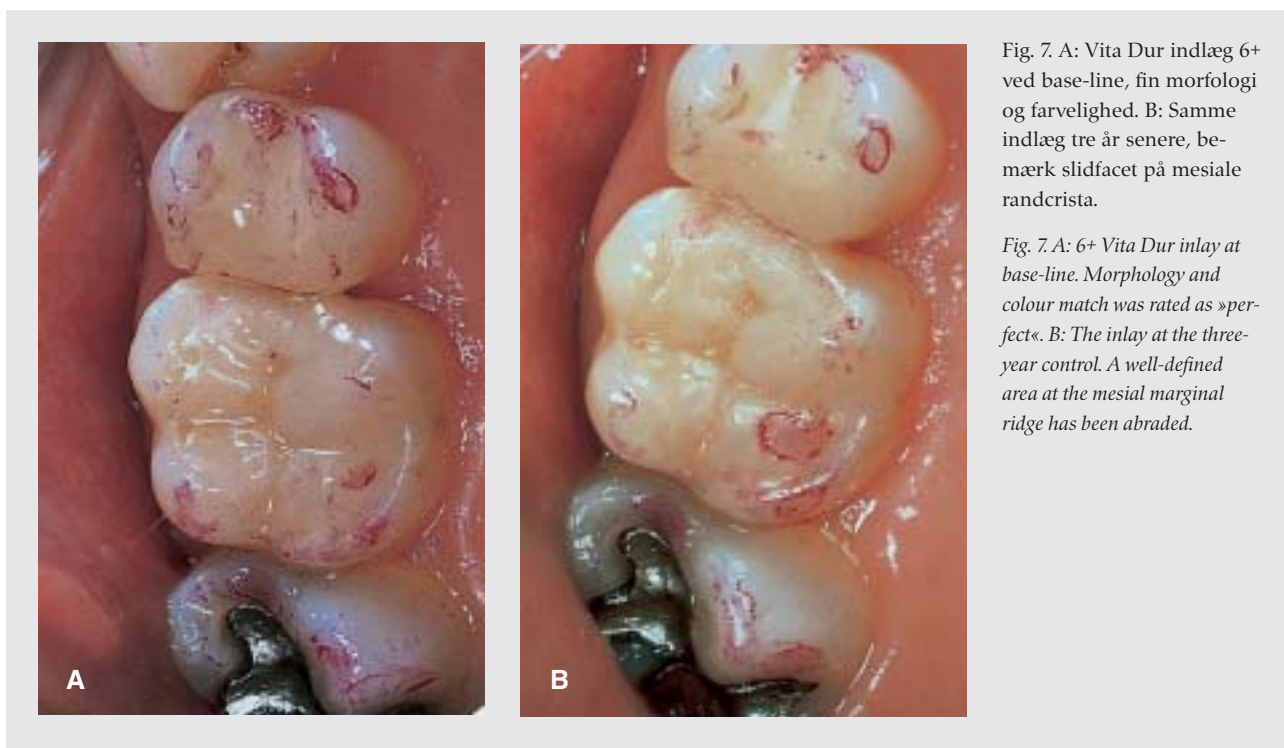 A
B
Fig. 7. A: Vita Dur indlæg 6+
ved base-line, fin morfologi
og farvelighed. B: Samme
indlæg tre år senere, be-
mærk slidfacet på mesiale
randcrista.
Fig. 7. A: 6+ Vita Dur inlay at
base-line. Morphology and
colour match was rated as »per-
fect«. B: The inlay at the three-
year control. A well-defined
area at the mesial marginal
ridge has been abraded.